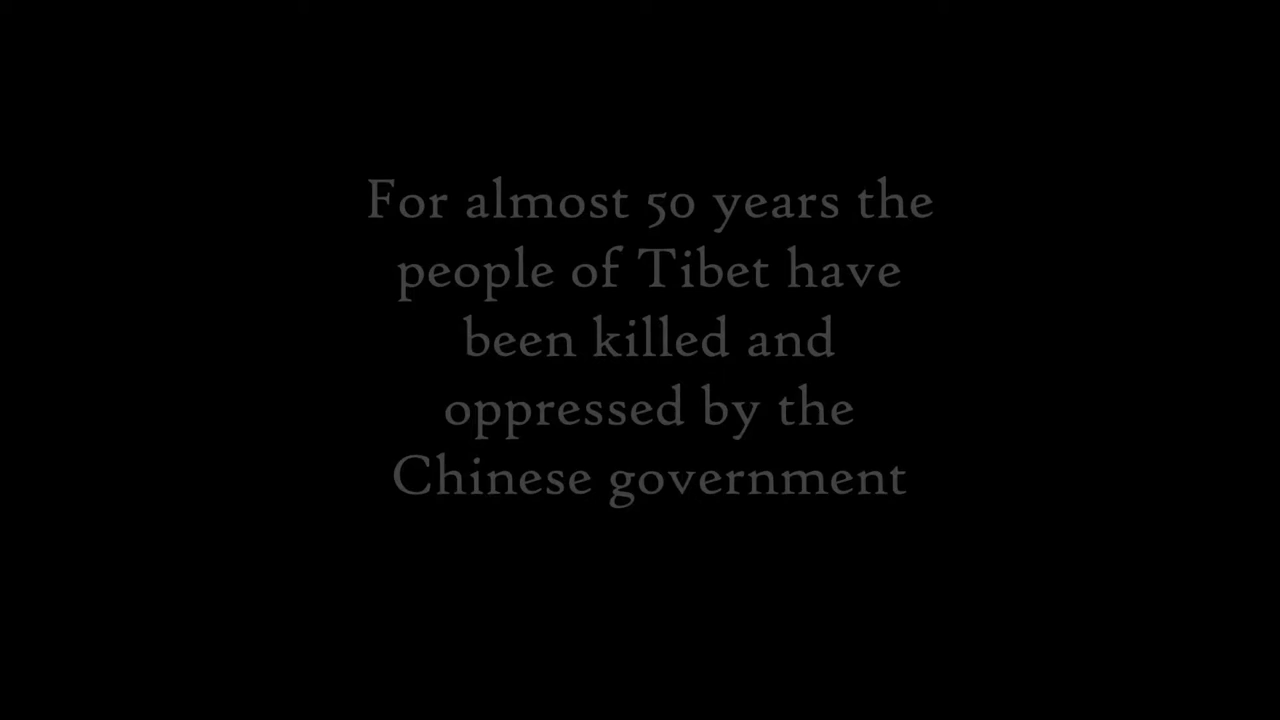 For almost 50 years the
people of Tibet have
been killed and
oppressed by the
Chinese government